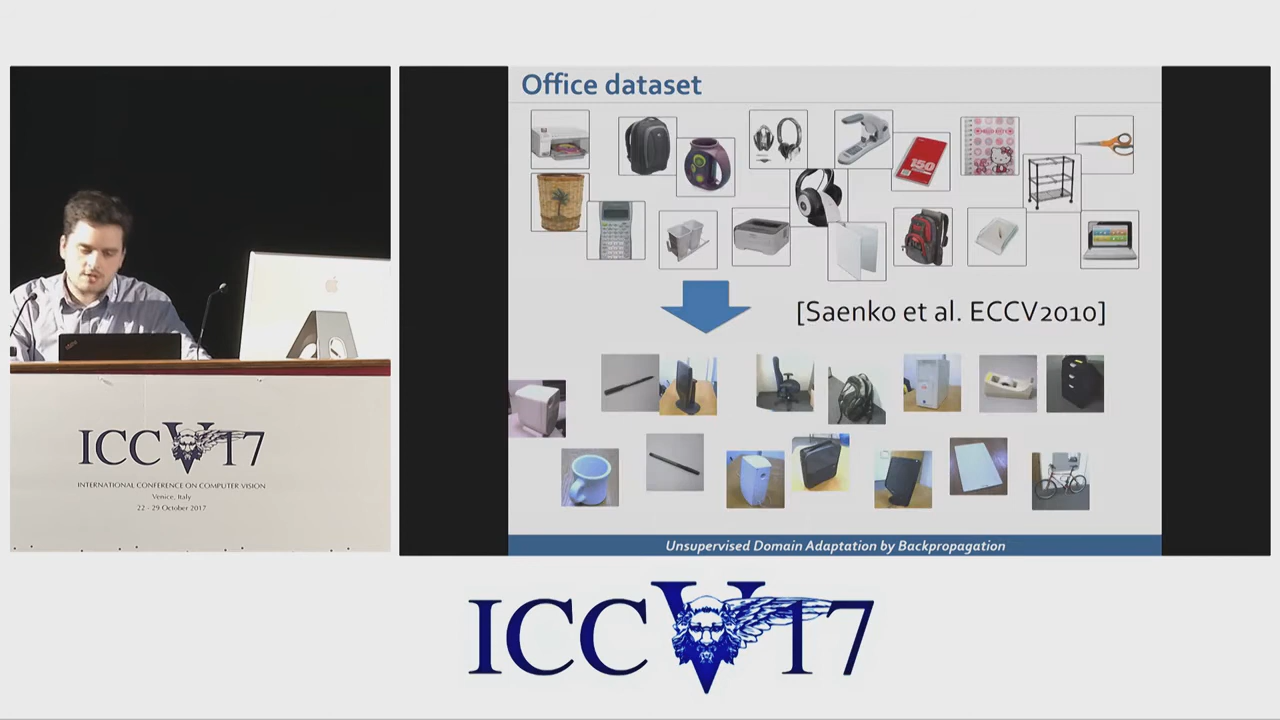 Office dataset
150
[Saenko et al. ECCV2010]
Unsupervised Domain Adaptation by Backpropagation
ICCV17
INTERNATIONAL CONFERENCE ON COMPUTER VISION
Venice, Italy
22 - 29 October 2017
ICCV17